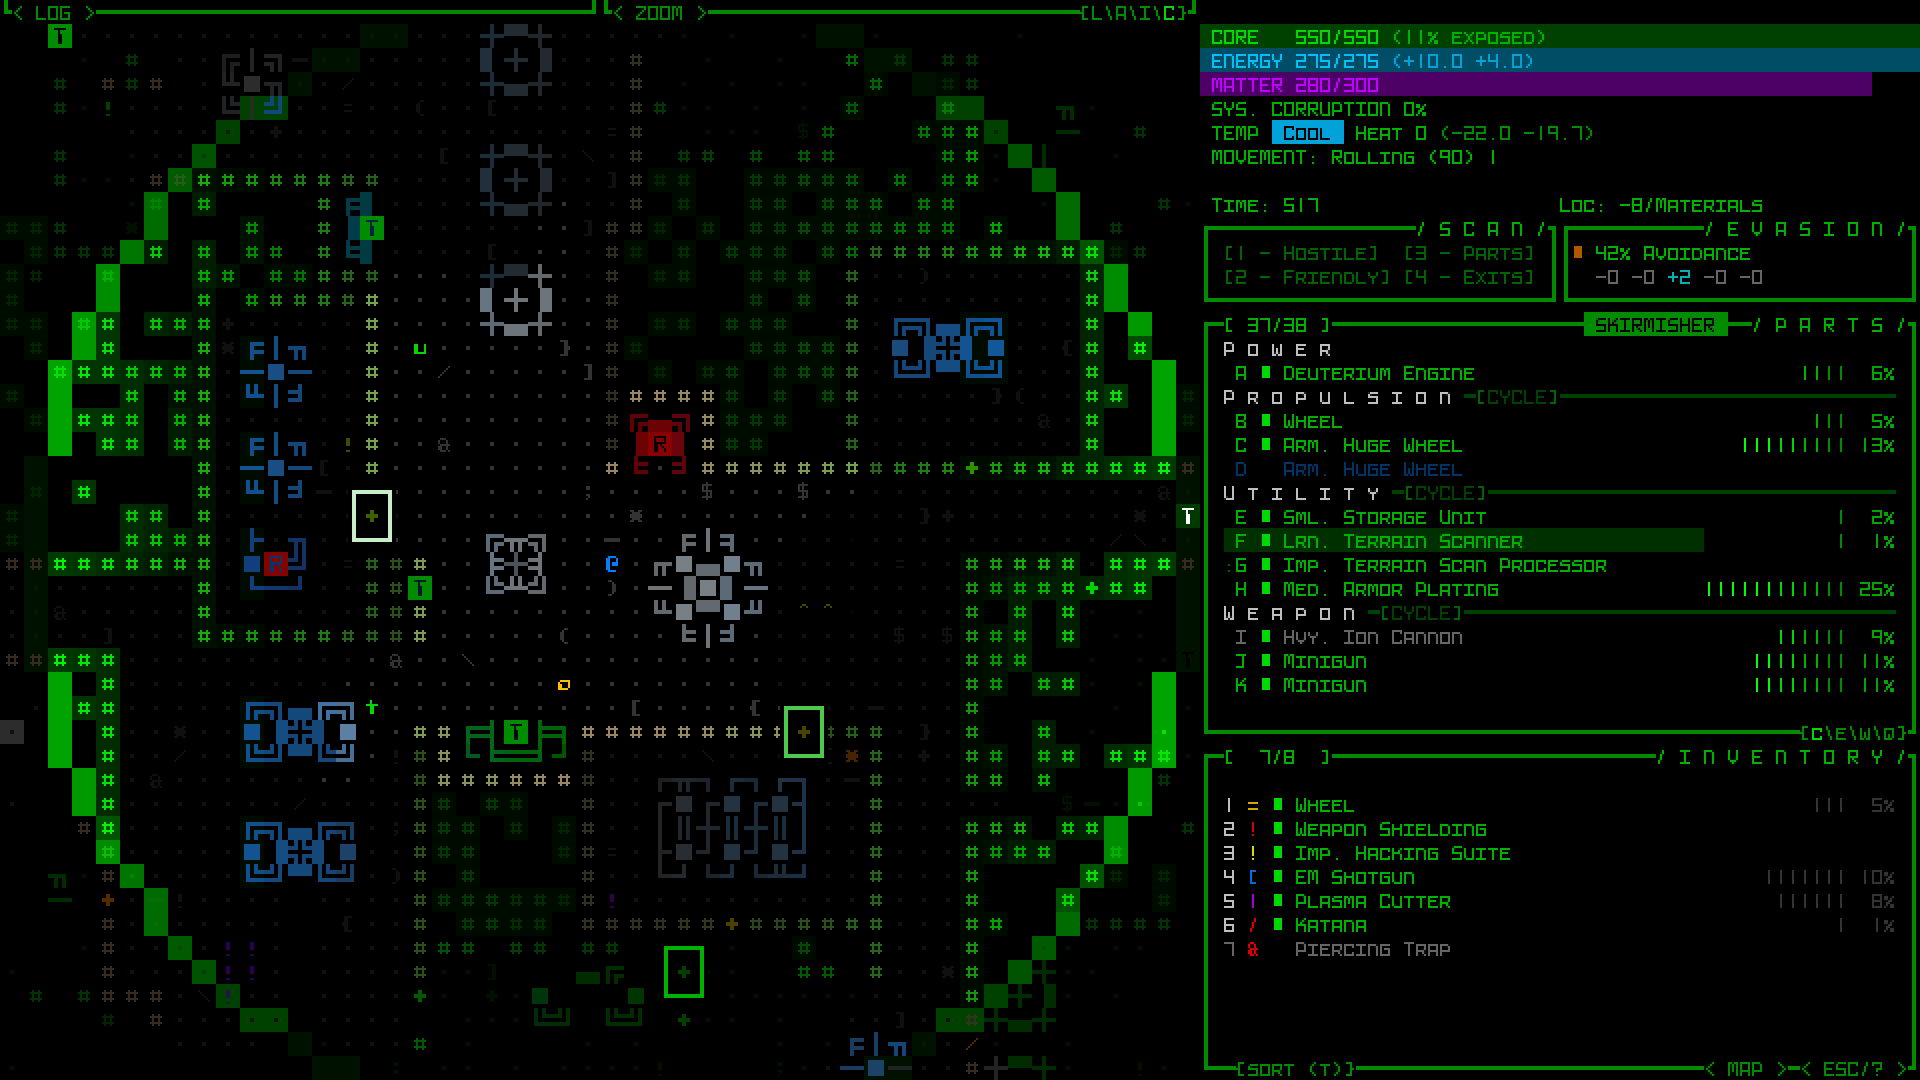 < LOG >
< ZOOM >
[L\A\I\C]
CORE 550/550 (11% EXPOSED)
ENERGY 275/275 (+10.0 +4.0)
MATTER 280/300
SYS. CORRUPTION 0%
TEMP COOL HEAT 0 (-22.0 -19.7)
MOVEMENT: ROLLING (90) 1
TIME: 517 LOC: -8/MATERIALS
/ S C A N /
[1 - HOSTILE] [3 - PARTS]
[2 - FRIENDLY] [4 - EXITS]
/ E V A S I O N /
42% AVOIDANCE
-0 -0 +2 -0 -0
[ 37/38 ] SKIRMISHER / P A R T S /
P O W E R
A DEUTERIUM ENGINE 6%
P R O P U L S I O N [CYCLE]
B WHEEL 5%
C ARM. HUGE WHEEL 13%
D ARM. HUGE WHEEL
U T I L I T Y [CYCLE]
E SML. STORAGE UNIT 2%
F LRN. TERRAIN SCANNER 1%
:G IMP. TERRAIN SCAN PROCESSOR
H MED. ARMOR PLATING 25%
W E A P O N [CYCLE]
I HVY. ION CANNON 9%
J MINIGUN 11%
K MINIGUN 11%
[C\E\W\Q]
[ 7/8 ] / I N V E N T O R Y /
1 = WHEEL 5%
2 ! WEAPON SHIELDING
3 ! IMP. HACKING SUITE
4 [ EM SHOTGUN 10%
5 | PLASMA CUTTER 8%
6 / KATANA 1%
7 a PIERCING TRAP
[SORT (T)]
< MAP >
< ESC/? >
T
T
R
T
R
T
@
T